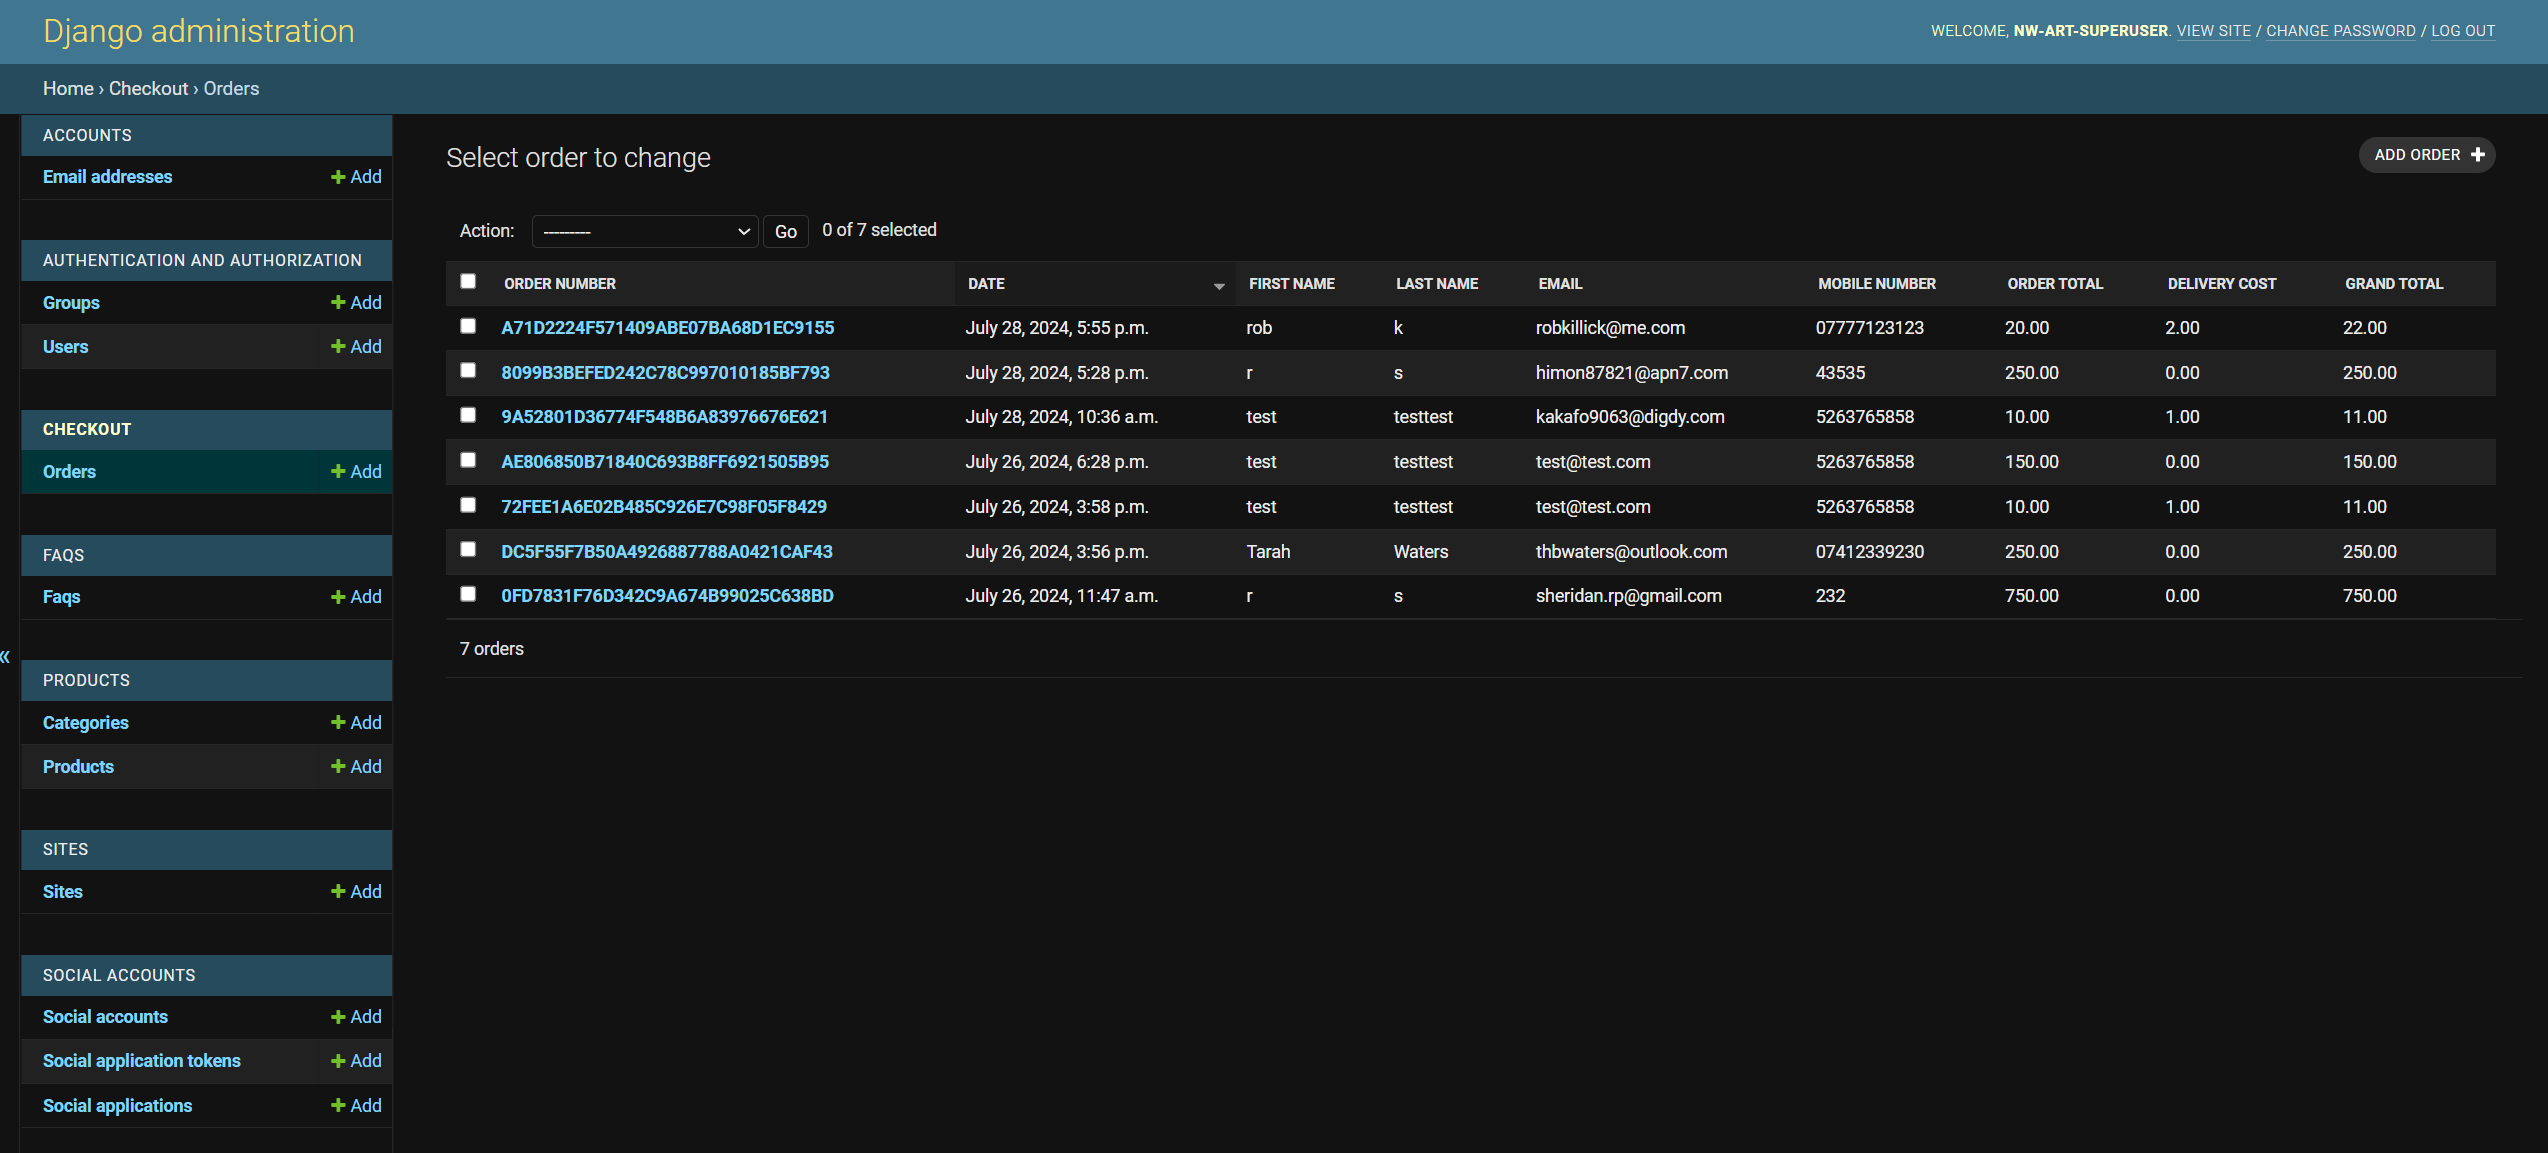 Django administration
WELCOME, NW-ART-SUPERUSER. VIEW SITE / CHANGE PASSWORD / LOG OUT
Home › Checkout › Orders
ACCOUNTS
Email addresses Add
AUTHENTICATION AND AUTHORIZATION
Groups Add
Users Add
CHECKOUT
Orders Add
FAQS
Faqs Add
«
PRODUCTS
Categories Add
Products Add
SITES
Sites Add
SOCIAL ACCOUNTS
Social accounts Add
Social application tokens Add
Social applications Add
Select order to change
ADD ORDER
Action: --------- Go 0 of 7 selected
ORDER NUMBER DATE FIRST NAME LAST NAME EMAIL MOBILE NUMBER ORDER TOTAL DELIVERY COST GRAND TOTAL
A71D2224F571409ABE07BA68D1EC9155 July 28, 2024, 5:55 p.m. rob k robkillick@me.com 07777123123 20.00 2.00 22.00
8099B3BEFED242C78C997010185BF793 July 28, 2024, 5:28 p.m. r s himon87821@apn7.com 43535 250.00 0.00 250.00
9A52801D36774F548B6A83976676E621 July 28, 2024, 10:36 a.m. test testtest kakafo9063@digdy.com 5263765858 10.00 1.00 11.00
AE806850B71840C693B8FF6921505B95 July 26, 2024, 6:28 p.m. test testtest test@test.com 5263765858 150.00 0.00 150.00
72FEE1A6E02B485C926E7C98F05F8429 July 26, 2024, 3:58 p.m. test testtest test@test.com 5263765858 10.00 1.00 11.00
DC5F55F7B50A4926887788A0421CAF43 July 26, 2024, 3:56 p.m. Tarah Waters thbwaters@outlook.com 07412339230 250.00 0.00 250.00
0FD7831F76D342C9A674B99025C638BD July 26, 2024, 11:47 a.m. r s sheridan.rp@gmail.com 232 750.00 0.00 750.00
7 orders